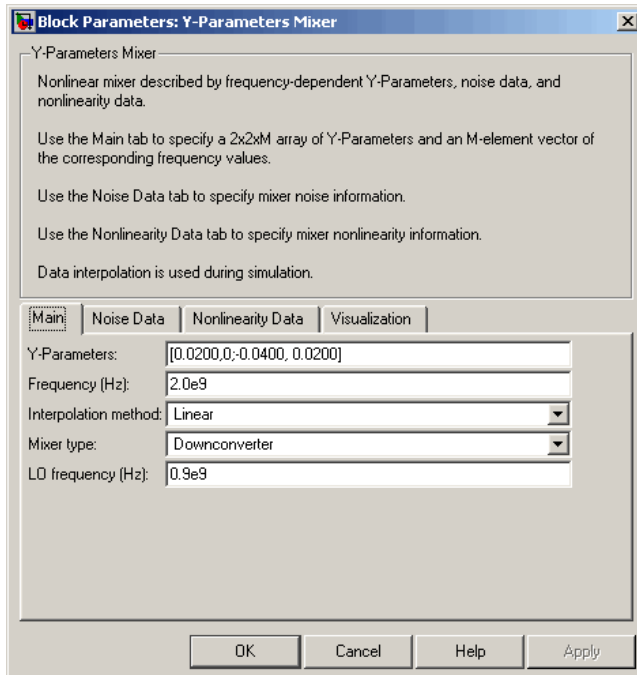 Block Parameters: Y-Parameters Mixer
Y-Parameters Mixer
Nonlinear mixer described by frequency-dependent Y-Parameters, noise data, and
nonlinearity data.
Use the Main tab to specify a 2x2xM array of Y-Parameters and an M-element vector of
the corresponding frequency values.
Use the Noise Data tab to specify mixer noise information.
Use the Nonlinearity Data tab to specify mixer nonlinearity information.
Data interpolation is used during simulation.
Main Noise Data Nonlinearity Data Visualization
Y-Parameters: [0.0200,0;-0.0400, 0.0200]
Frequency (Hz): 2.0e9
Interpolation method: Linear
Mixer type: Downconverter
LO frequency (Hz): 0.9e9
OK Cancel Help Apply